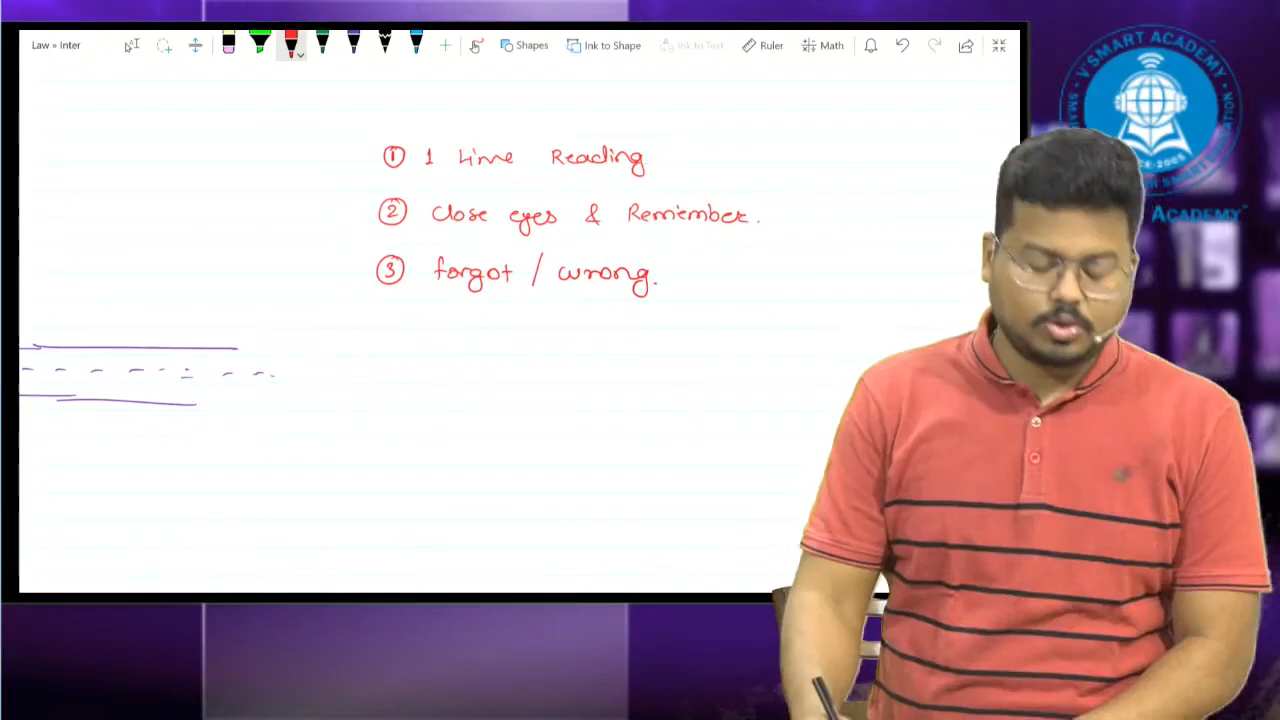 Law » Inter
Shapes
Ink to Shape
Ink to Text
Ruler
Math
① 1 time Reading
② Close eyes & Remember.
③ forgot / wrong.
V'SMART ACADEMY
ACADEMY